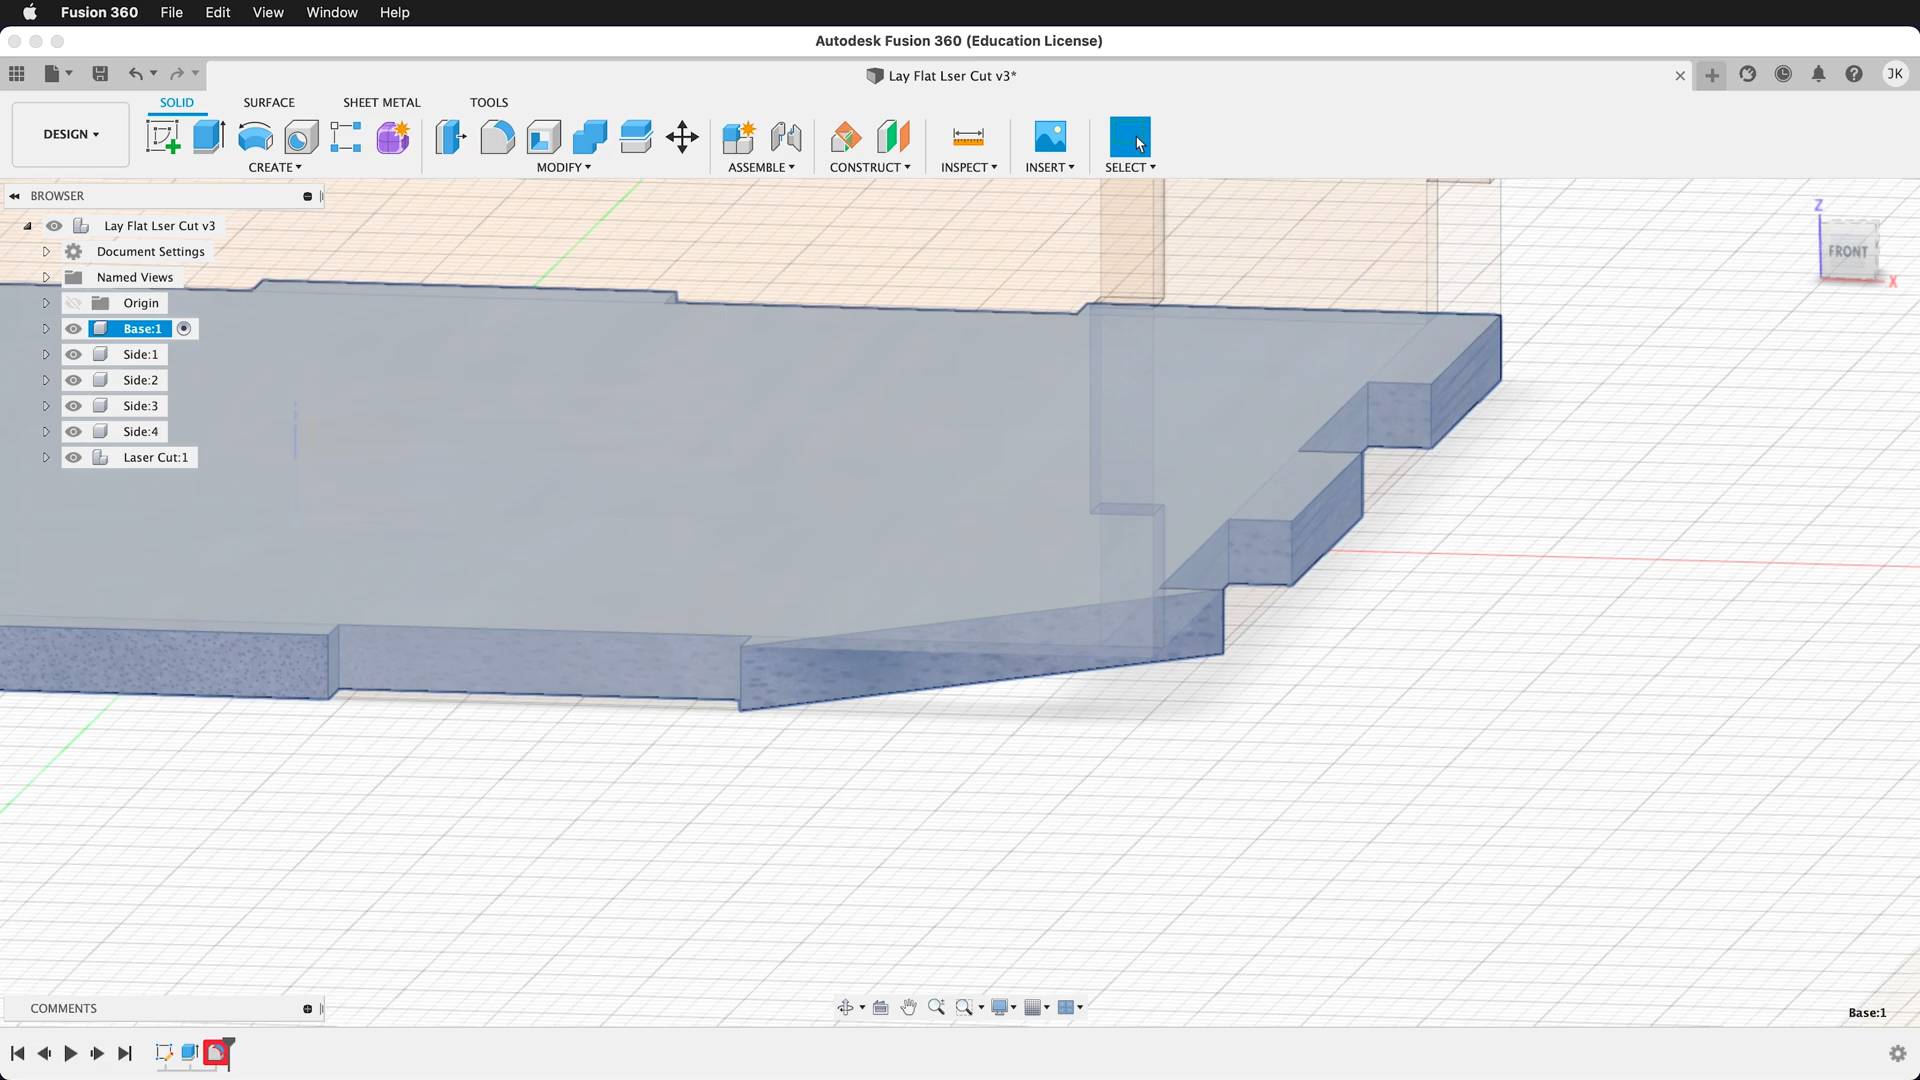 Fusion 360 File Edit View Window Help
Autodesk Fusion 360 (Education License)
Lay Flat Lser Cut v3*
JK
SOLID SURFACE SHEET METAL TOOLS
DESIGN
CREATE MODIFY ASSEMBLE CONSTRUCT INSPECT INSERT SELECT
BROWSER
Lay Flat Lser Cut v3
Document Settings
Named Views
Origin
Base:1
Side:1
Side:2
Side:3
Side:4
Laser Cut:1
Z
FRONT
X
COMMENTS
Base:1